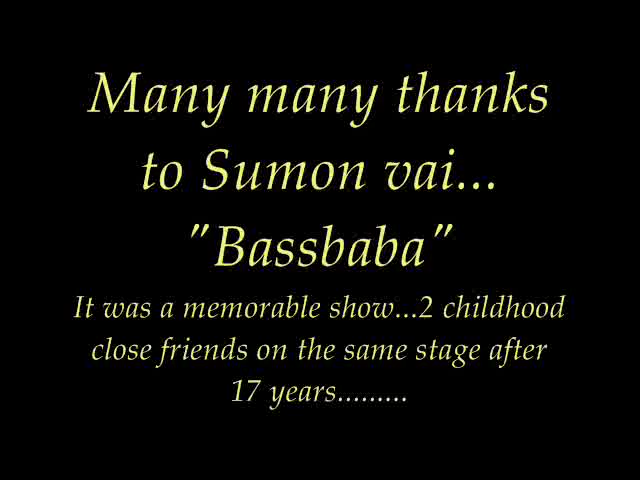 Many many thanks
to Sumon vai...
"Bassbaba"
It was a memorable show...2 childhood
close friends on the same stage after
17 years.........